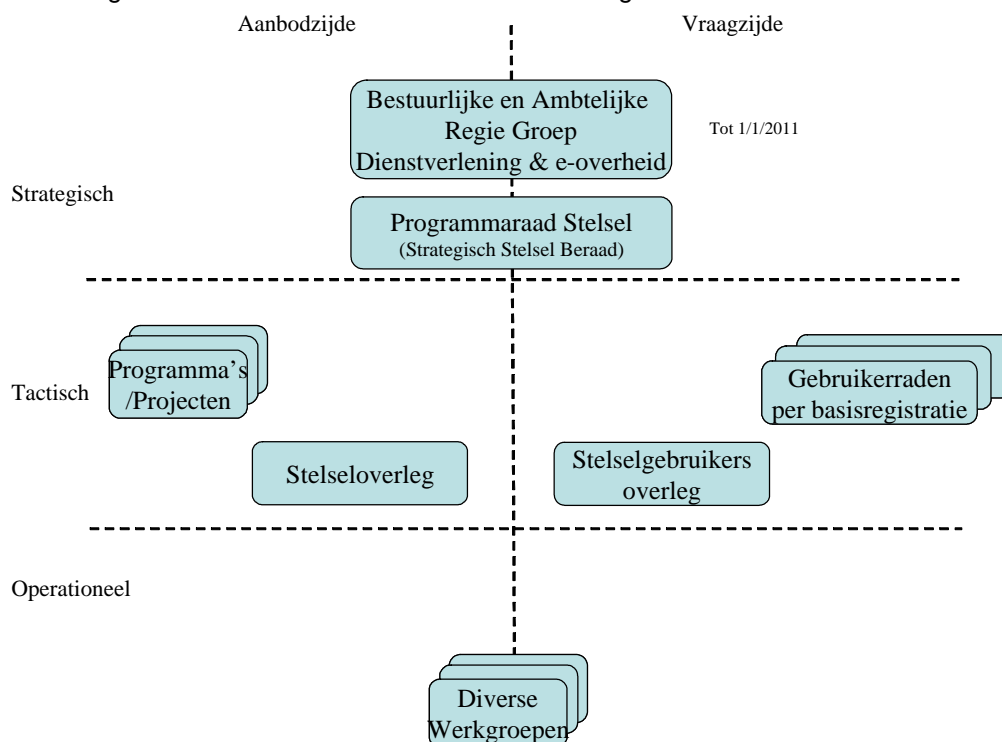 Aanbodzijde
Vraagzijde
Bestuurlijke en Ambtelijke
Regie Groep
Dienstverlening & e-overheid
Tot 1/1/2011
Strategisch
Programmaraad Stelsel
(Strategisch Stelsel Beraad)
Programma's
/Projecten
Tactisch
Gebruikerraden
per basisregistratie
Stelseloverleg
Stelselgebruikers
overleg
Operationeel
Diverse
Werkgroepen